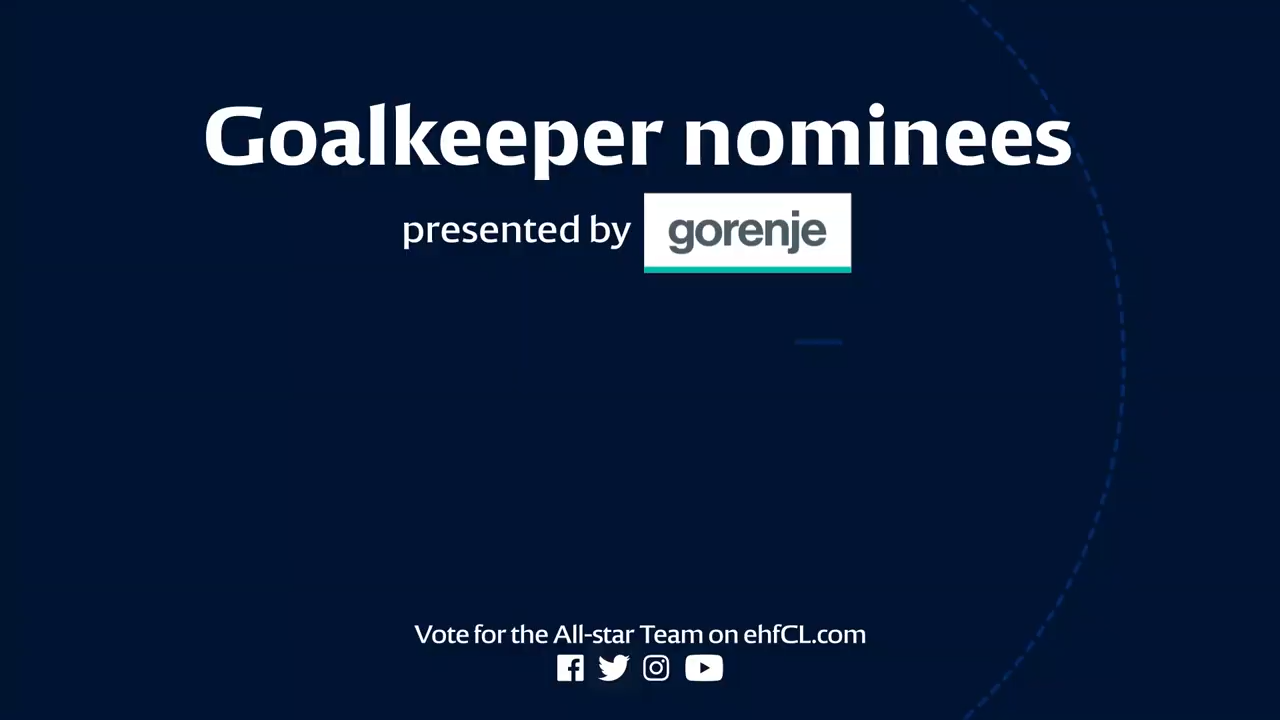 Goalkeeper nominees
presented by gorenje
Vote for the All-star Team on ehfCL.com